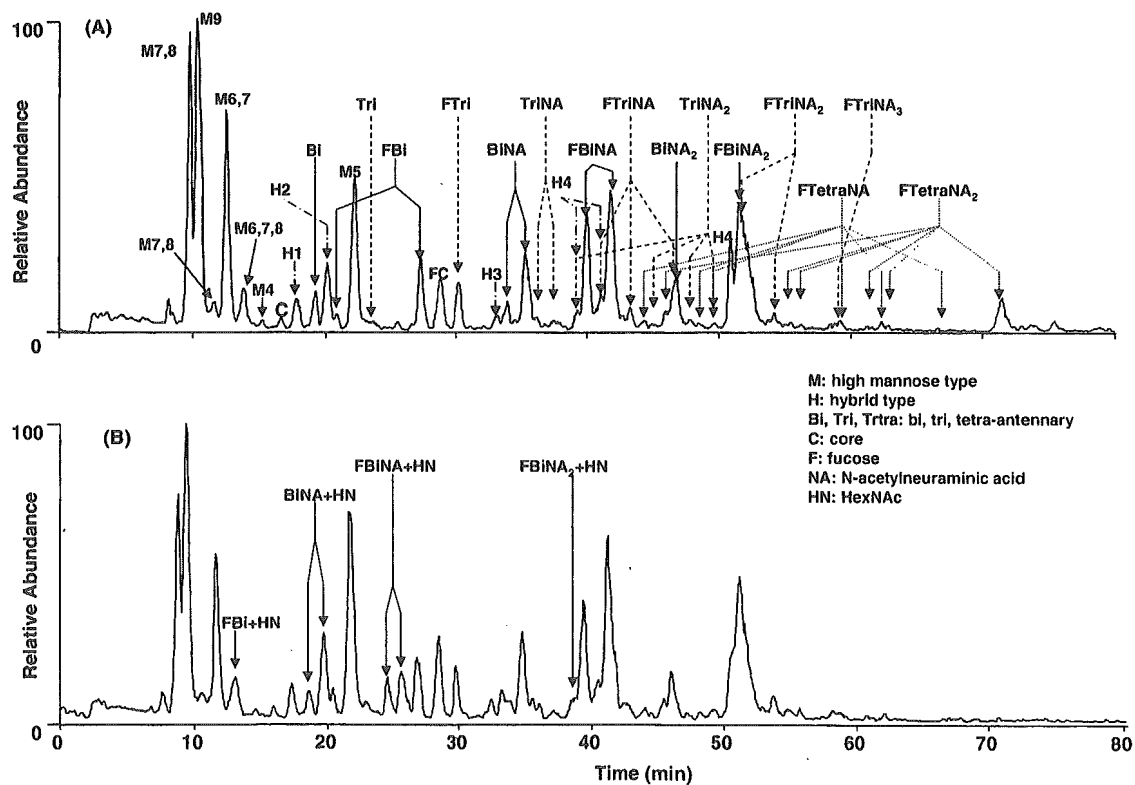 100
(A)
M9
M7,8
M6,7
Tri
FTri
TriNA
FTriNA
TriNA2
FTriNA2
FTriNA3
Bi
FBi
BiNA
FBiNA
BiNA2
FBiNA2
M5
H2
H4
FTetraNA
FTetraNA2
M6,7,8
M7,8
H1
H4
M4
C
FC
H3
Relative Abundance
0
M: high mannose type
H: hybrid type
Bi, Tri, Trtra: bi, tri, tetra-antennary
C: core
F: fucose
NA: N-acetylneuraminic acid
HN: HexNAc
100
(B)
FBiNA+HN
FBiNA2+HN
BiNA+HN
FBi+HN
Relative Abundance
0
0 10 20 30 40 50 60 70 80
Time (min)